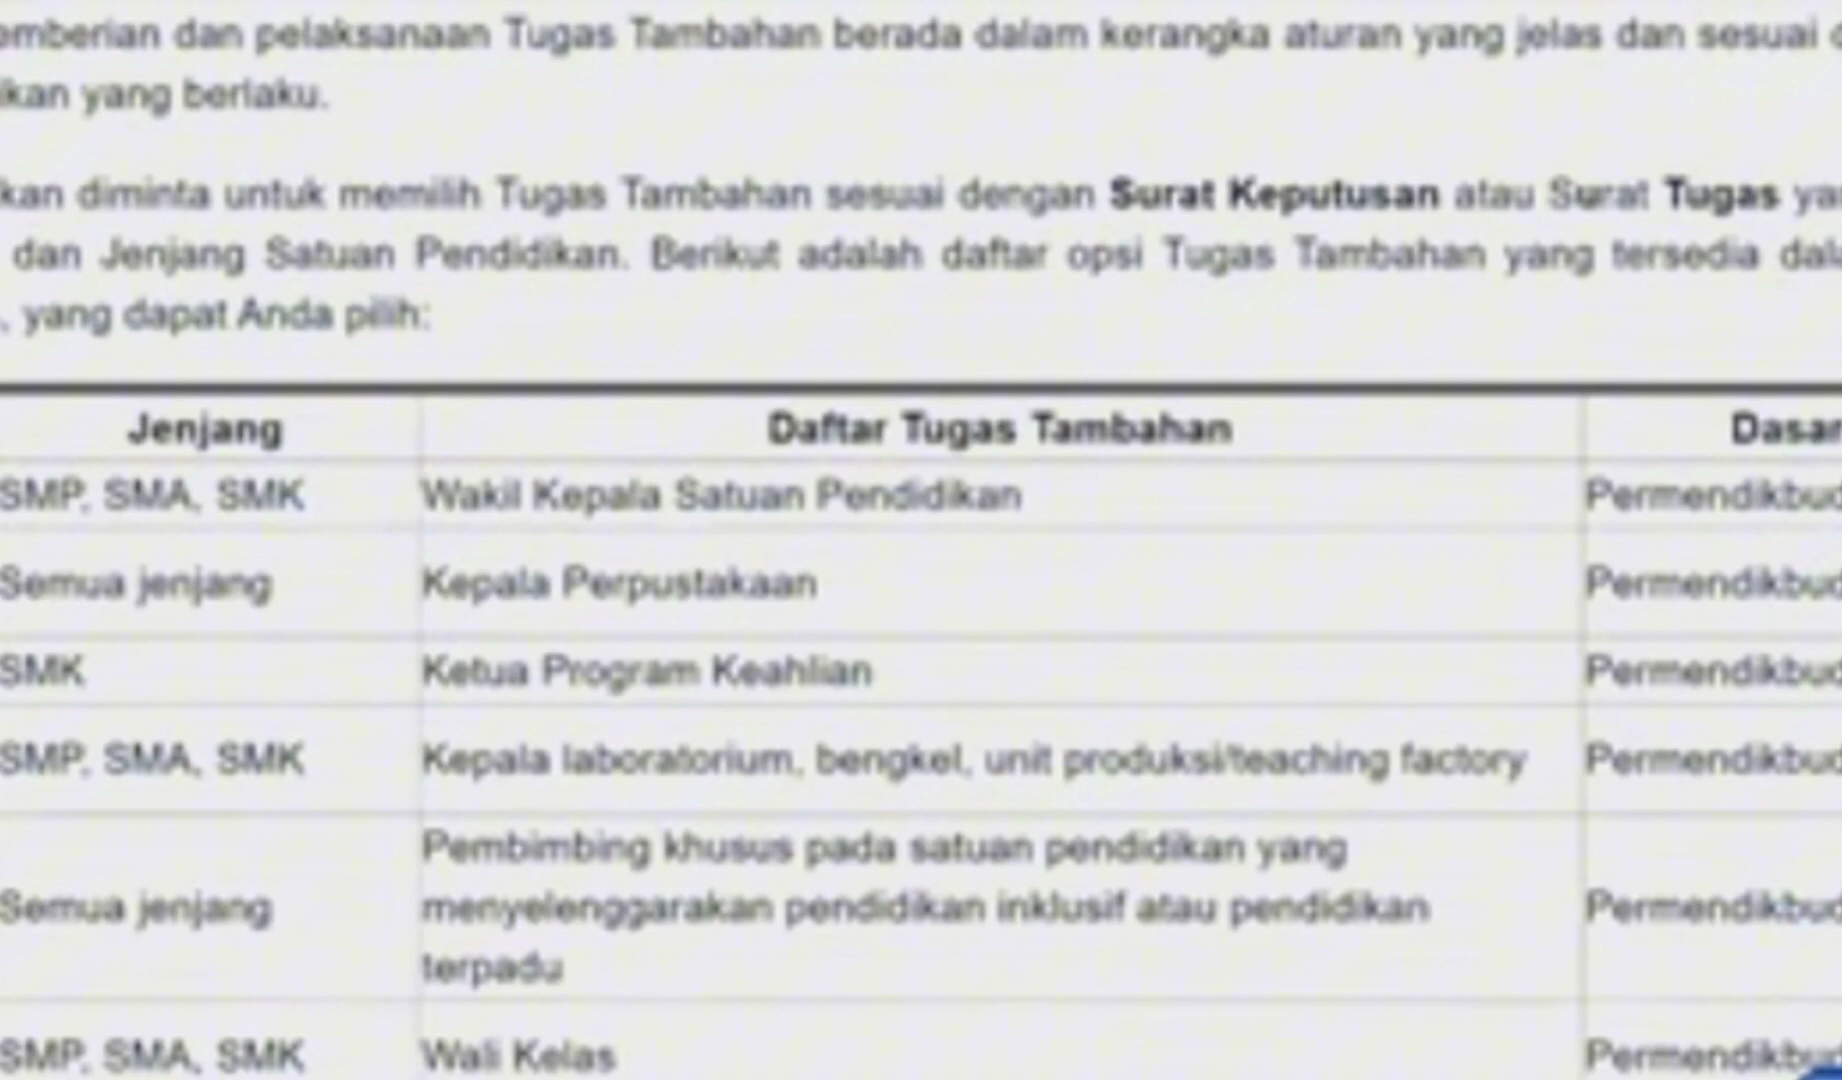 emberian dan pelaksanaan Tugas Tambahan berada dalam kerangka aturan yang jelas dan sesuai
ikan yang berlaku.
kan diminta untuk memilih Tugas Tambahan sesuai dengan Surat Keputusan atau Surat Tugas ya
dan Jenjang Satuan Pendidikan. Berikut adalah daftar opsi Tugas Tambahan yang tersedia dala
, yang dapat Anda pilih:
Jenjang Daftar Tugas Tambahan Dasar
SMP, SMA, SMK Wakil Kepala Satuan Pendidikan Permendikbud
Semua jenjang Kepala Perpustakaan Permendikbud
SMK Ketua Program Keahlian Permendikbud
SMP, SMA, SMK Kepala laboratorium, bengkel, unit produksi/teaching factory Permendikbud
Pembimbing khusus pada satuan pendidikan yang
Semua jenjang menyelenggarakan pendidikan inklusif atau pendidikan Permendikbud
terpadu
SMP, SMA, SMK Wali Kelas Permendikbud